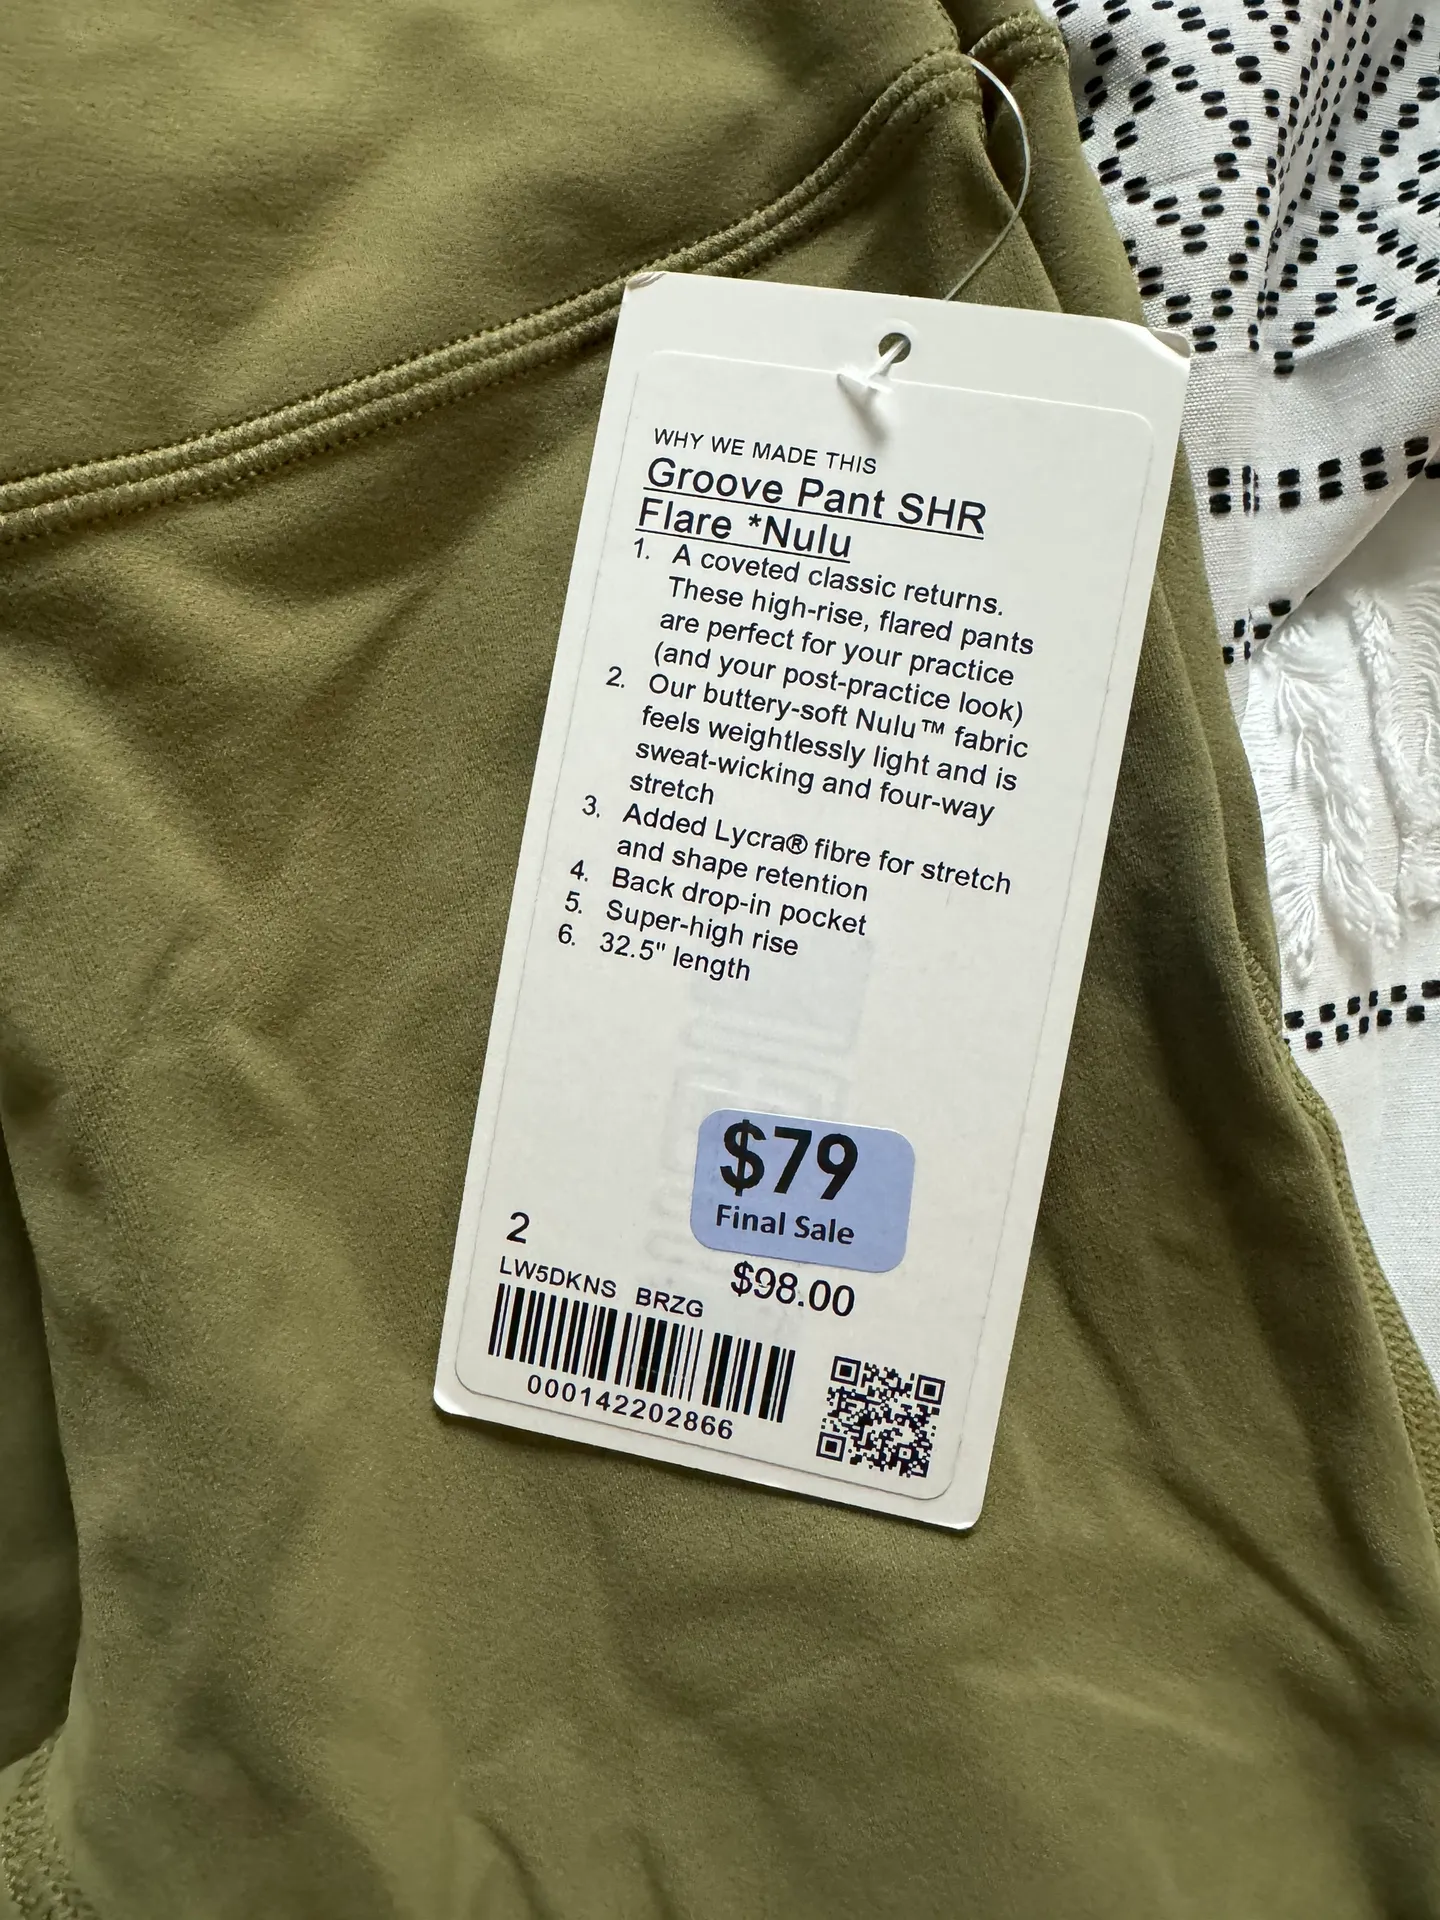 WHY WE MADE THIS
Groove Pant SHR
Flare *Nulu
1. A coveted classic returns.
These high-rise, flared pants
are perfect for your practice
(and your post-practice look)
2. Our buttery-soft Nulu™ fabric
feels weightlessly light and is
sweat-wicking and four-way
stretch
3. Added Lycra® fibre for stretch
and shape retention
4. Back drop-in pocket
5. Super-high rise
6. 32.5" length
$79
Final Sale
2
$98.00
LW5DKNS BRZG
000142202866